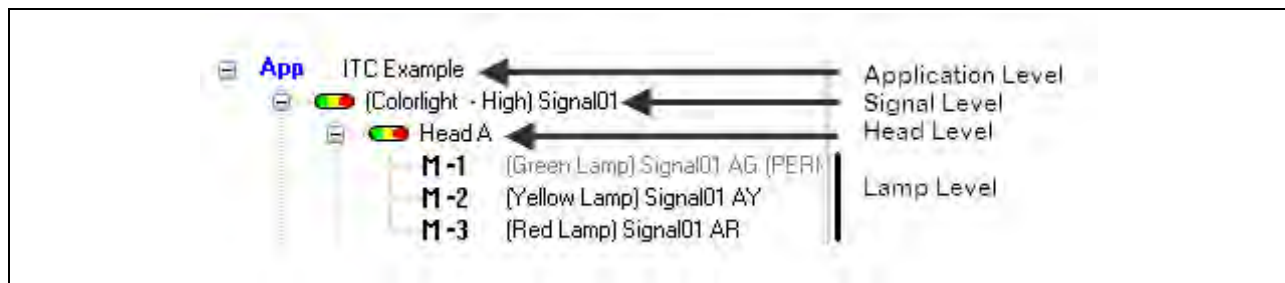 App ITC Example Application Level
(Colorlight - High) Signal01 Signal Level
Head A Head Level
M -1 (Green Lamp) Signal01 AG
M -2 (Yellow Lamp) Signal01 AY Lamp Level
M -3 (Red Lamp) Signal01 AR